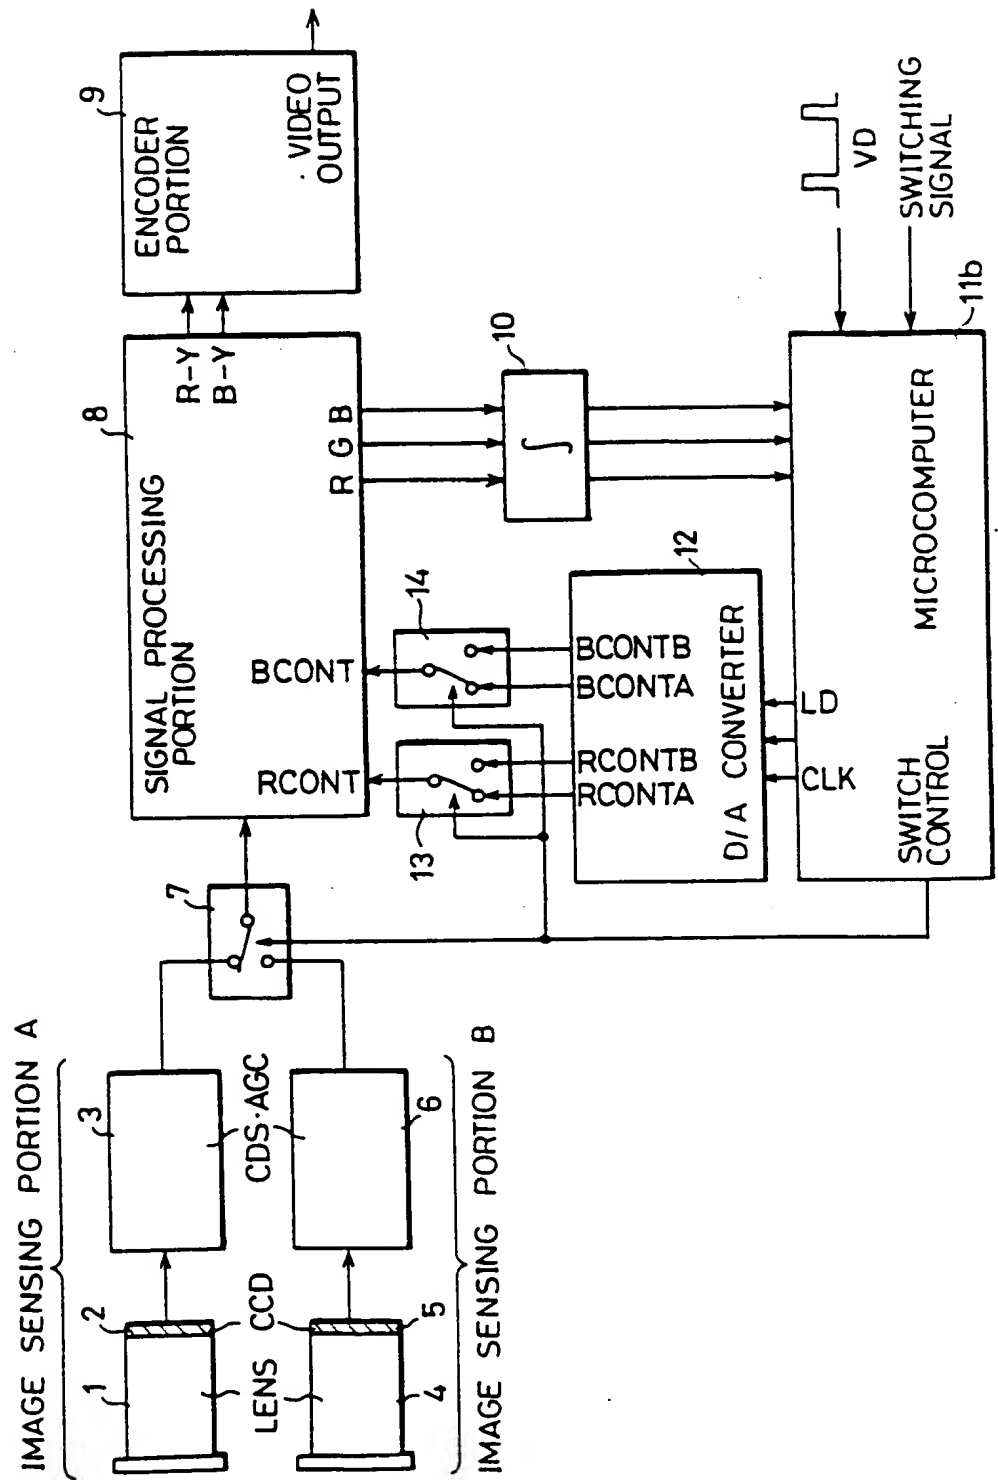 IMAGE SENSING PORTION A
1
2
3
LENS
CCD
CDS·AGC
4
5
6
IMAGE SENSING PORTION B
7
8
SIGNAL PROCESSING
PORTION
RCONT
BCONT
R G B
R-Y
B-Y
9
ENCODER
PORTION
VIDEO
OUTPUT
13
14
10
∫
RCONTA
RCONTB
BCONTA
BCONTB
D/A CONVERTER
12
CLK
LD
SWITCH
CONTROL
MICROCOMPUTER
11b
VD
SWITCHING
SIGNAL